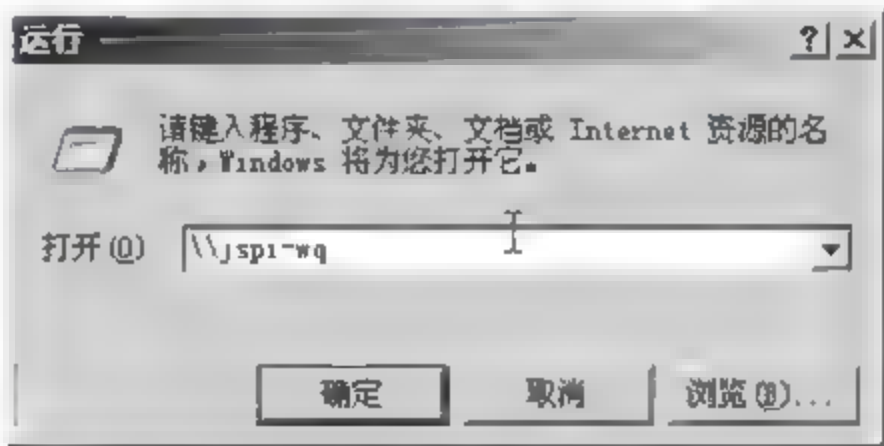 运行
请键入程序、文件夹、文档或 Internet 资源的名
称，Windows 将为您打开它。
打开(O) \\jspi-wq
确定 取消 浏览(B)...